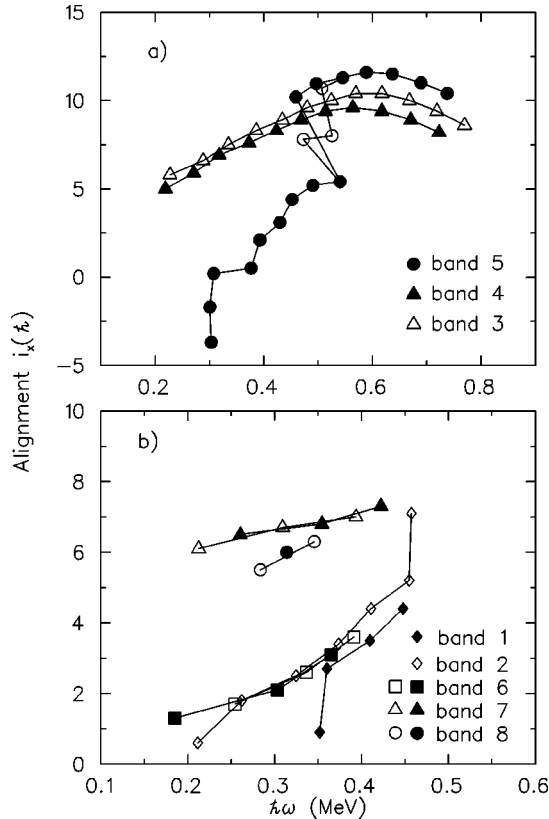 a)
15
10
5
0
−5
0.2 0.4 0.6 0.8
band 5
band 4
band 3
Alignment iₓ(ℏ)
b)
8
6
4
2
0
0.1 0.2 0.3 0.4 0.5 0.6
band 1
band 2
band 6
band 7
band 8
ℏω (MeV)